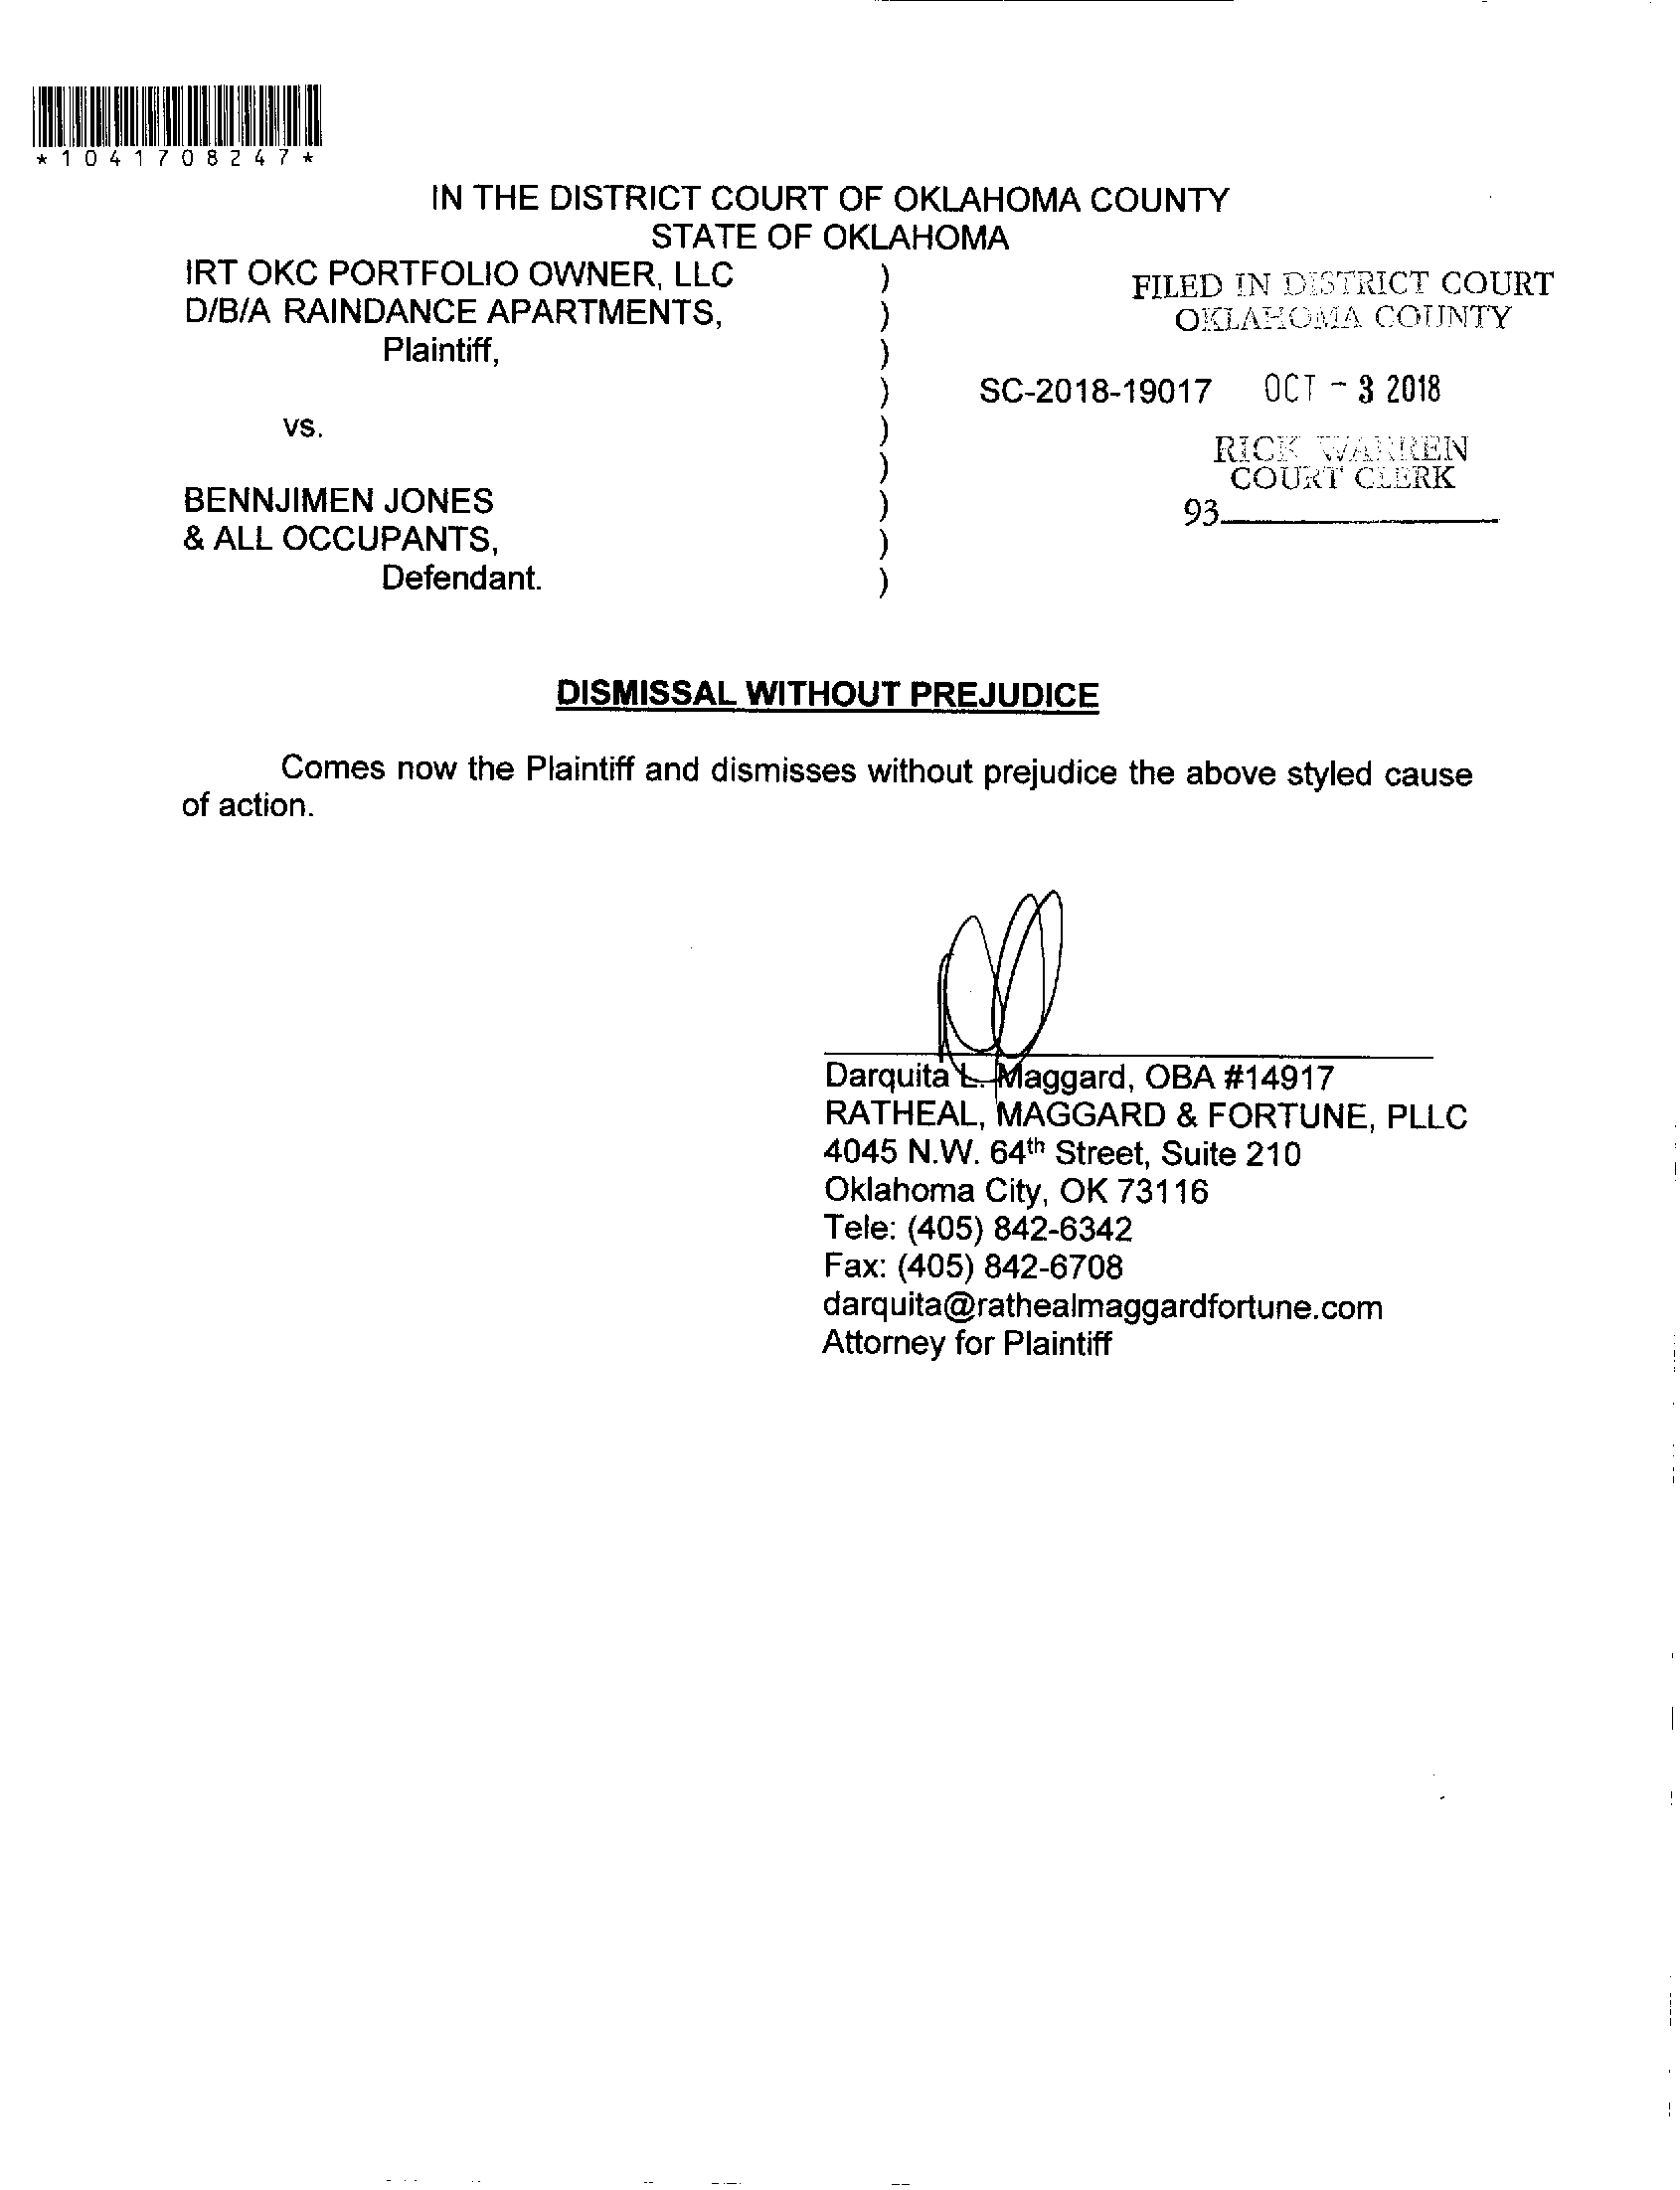 *1041708247*
IN THE DISTRICT COURT OF OKLAHOMA COUNTY
STATE OF OKLAHOMA
IRT OKC PORTFOLIO OWNER, LLC )
D/B/A RAINDANCE APARTMENTS, )
Plaintiff, )
)
vs. )
)
BENNJIMEN JONES )
& ALL OCCUPANTS, )
Defendant. )
FILED IN DISTRICT COURT
OKLAHOMA COUNTY
SC-2018-19017 OCT - 3 2018
RICK WARREN
COURT CLERK
93
DISMISSAL WITHOUT PREJUDICE
Comes now the Plaintiff and dismisses without prejudice the above styled cause
of action.
Darquita L. Maggard, OBA #14917
RATHEAL, MAGGARD & FORTUNE, PLLC
4045 N.W. 64th Street, Suite 210
Oklahoma City, OK 73116
Tele: (405) 842-6342
Fax: (405) 842-6708
darquita@rathealmaggardfortune.com
Attorney for Plaintiff